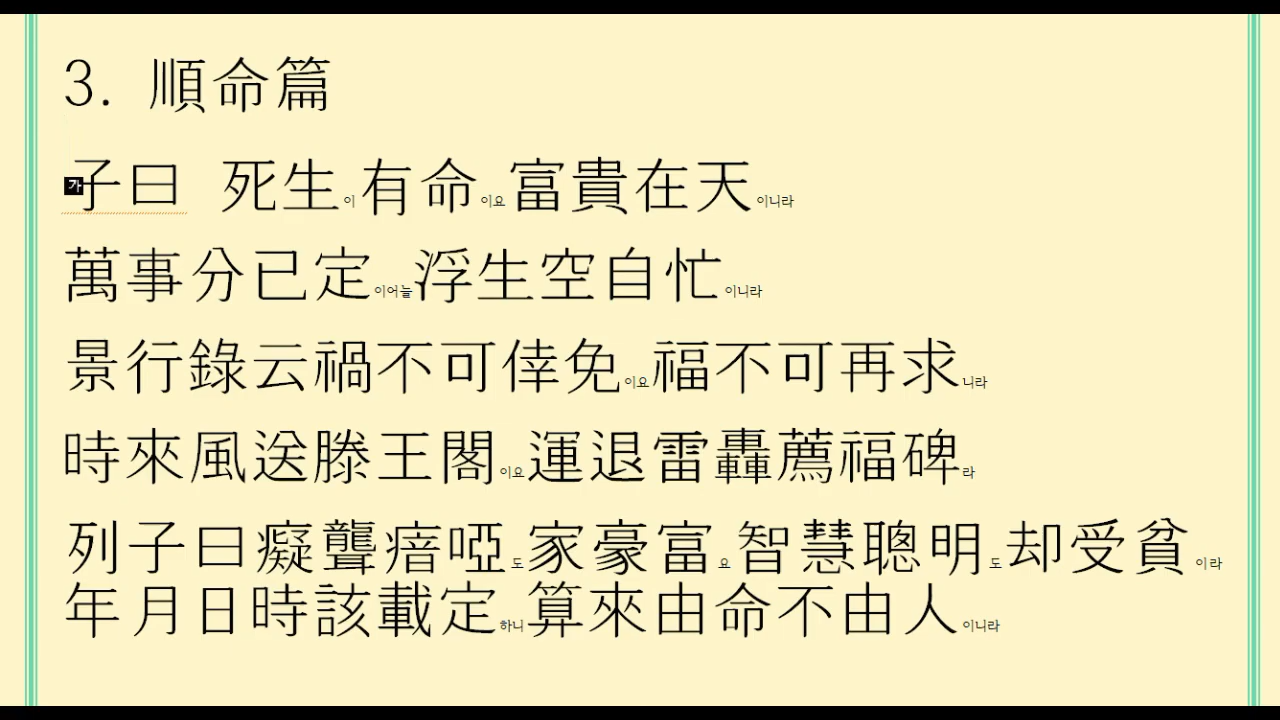 3. 順命篇
가子曰 死生이有命이요富貴在天이니라
萬事分已定이어늘浮生空自忙이니라
景行錄云禍不可倖免이요福不可再求니라
時來風送滕王閣이요運退雷轟薦福碑라
列子曰癡聾瘖啞도家豪富요智慧聰明도却受貧이라
年月日時該載定하니算來由命不由人이니라